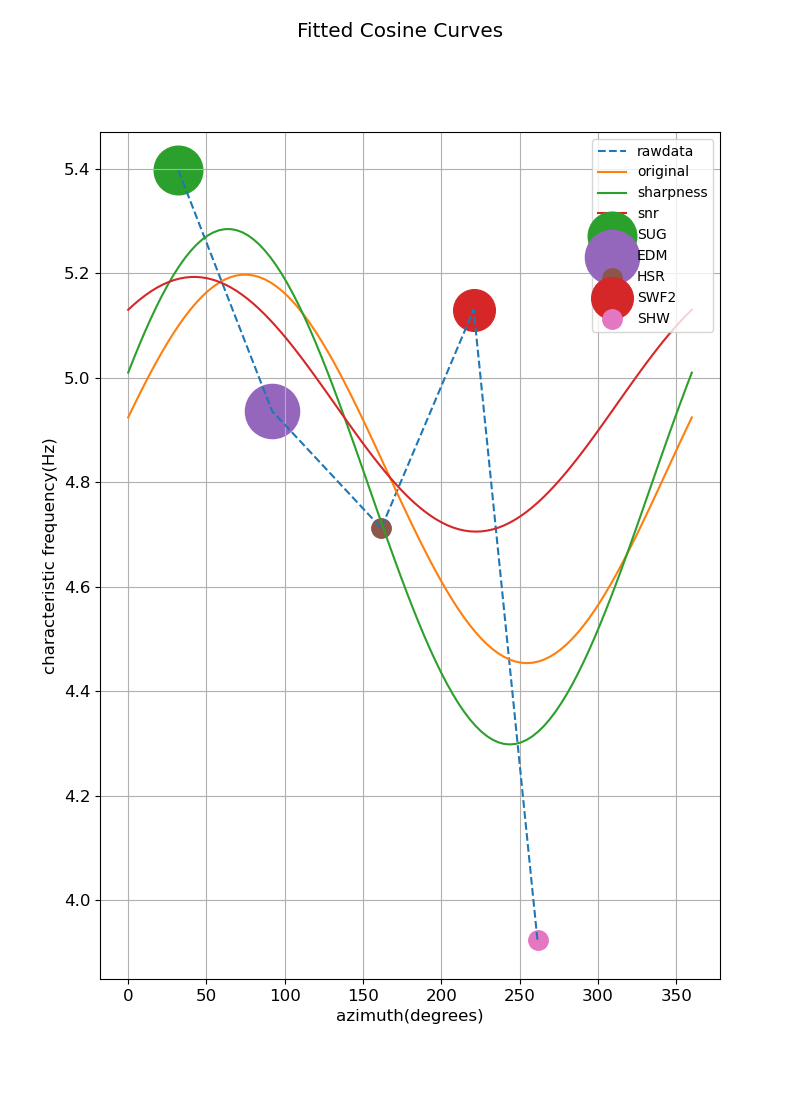 Fitted Cosine Curves
rawdata
original
sharpness
snr
SUG
EDM
HSR
SWF2
SHW
5.4
5.2
5.0
4.8
4.6
4.4
4.2
4.0
characteristic frequency(Hz)
0 50 100 150 200 250 300 350
azimuth(degrees)